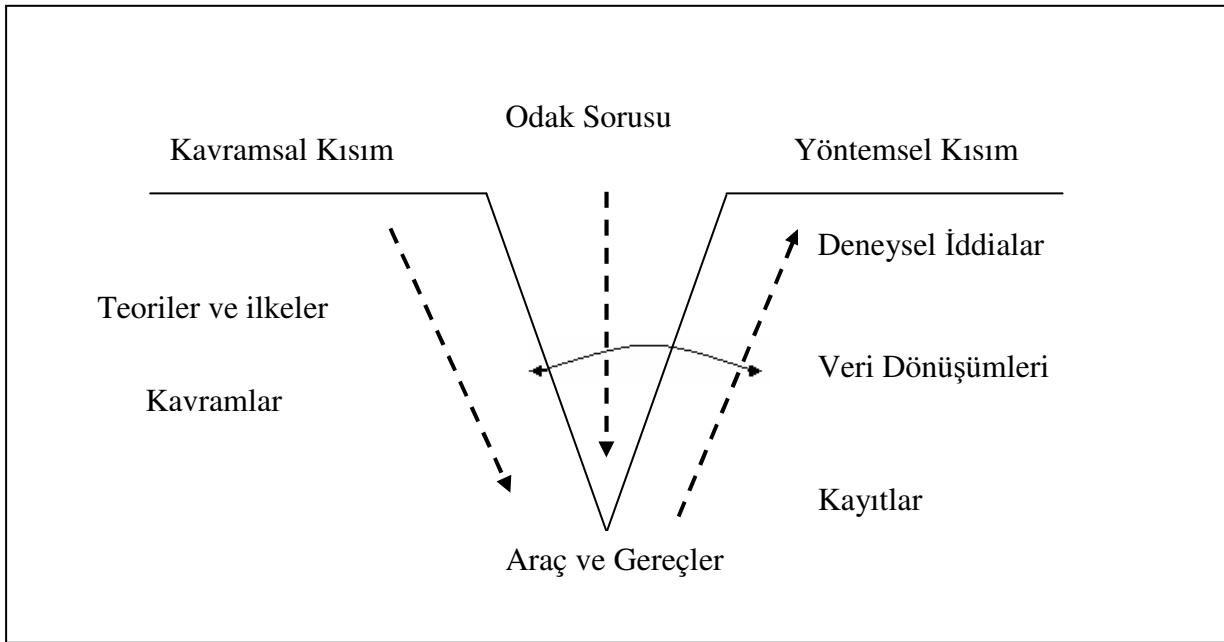 Odak Sorusu
Kavramsal Kısım
Yöntemsel Kısım
Deneysel İddialar
Teoriler ve ilkeler
Veri Dönüşümleri
Kavramlar
Kayıtlar
Araç ve Gereçler